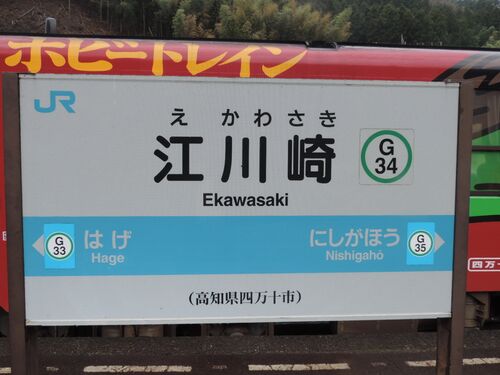 ホビートレイン
JR
えかわさき
江川崎
G
34
Ekawasaki
G
33
はげ
Hage
にしがほう
Nishigahō
G
35
四万十
(高知県四万十市)